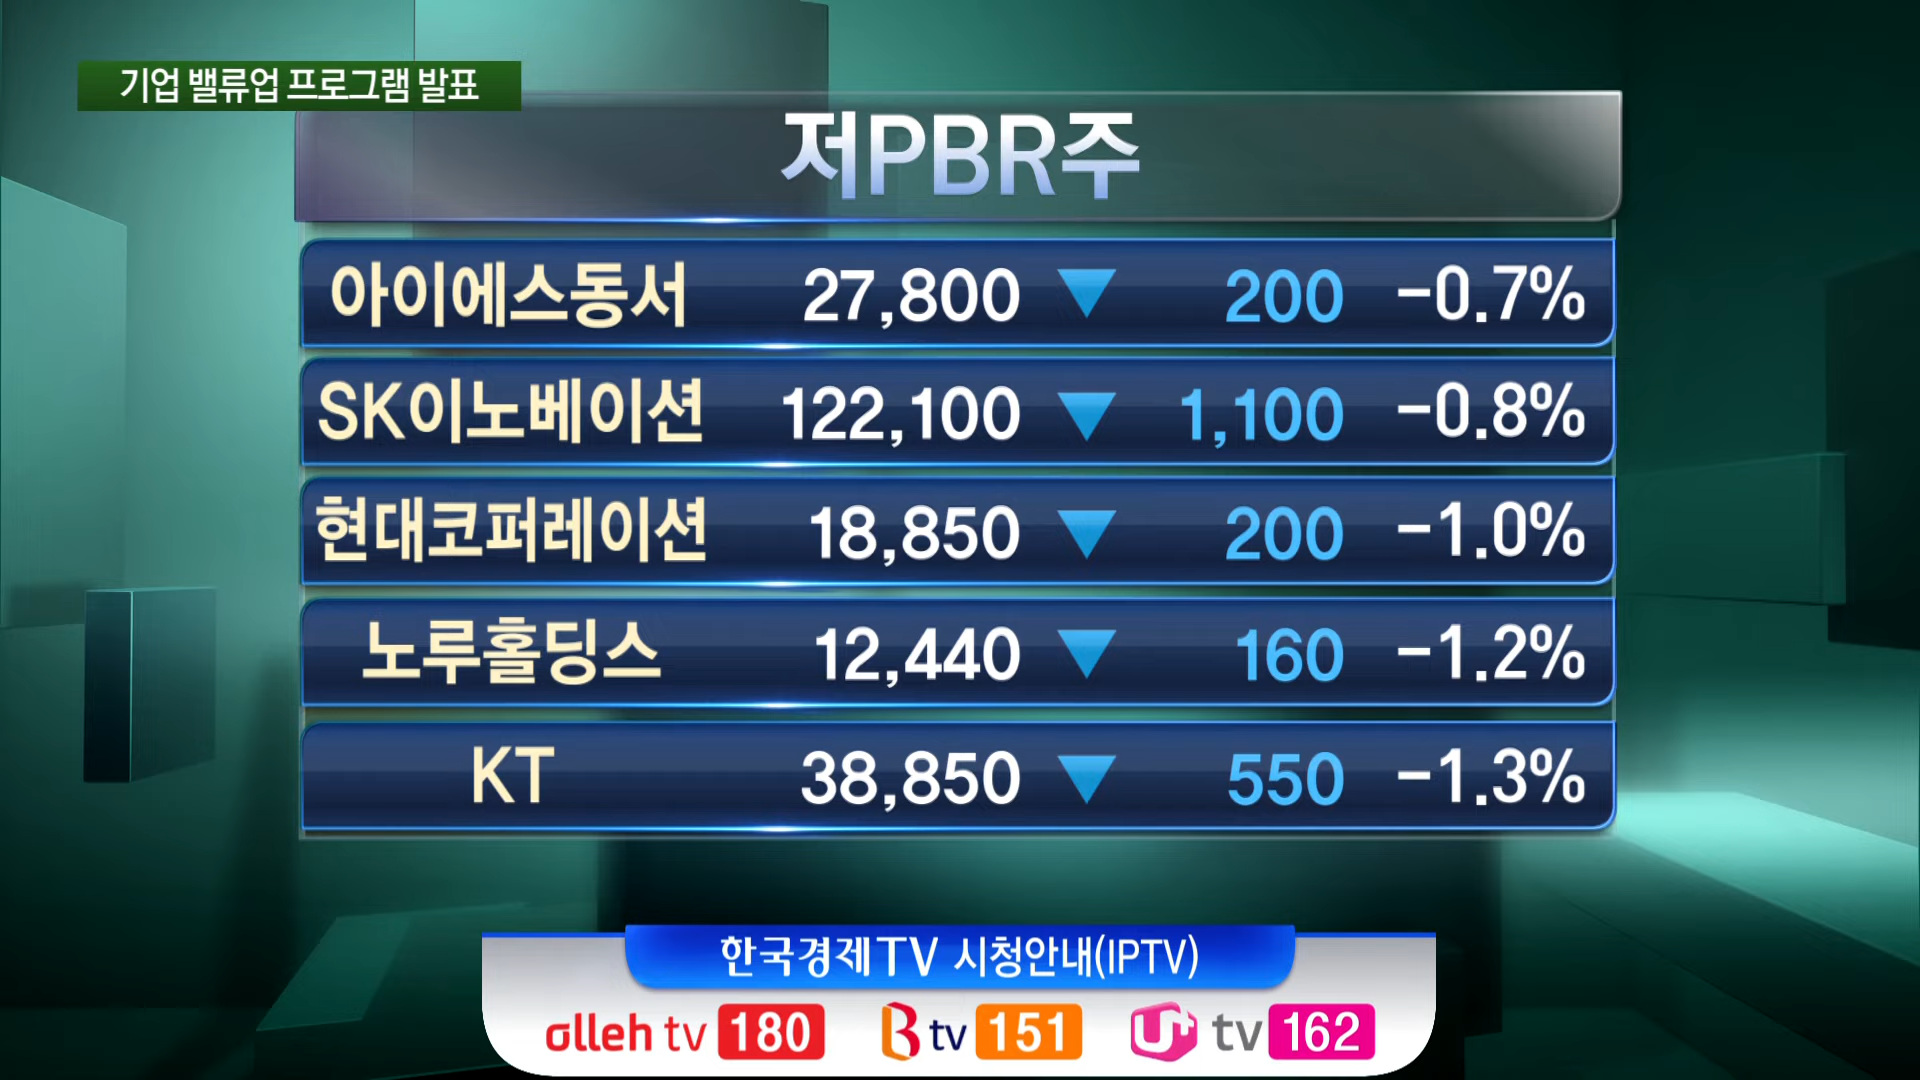 기업 밸류업 프로그램 발표
저PBR주
아이에스동서 27,800 ▼ 200 -0.7%
SK이노베이션 122,100 ▼ 1,100 -0.8%
현대코퍼레이션 18,850 ▼ 200 -1.0%
노루홀딩스 12,440 ▼ 160 -1.2%
KT 38,850 ▼ 550 -1.3%
한국경제TV 시청안내(IPTV)
olleh tv 180 B tv 151 U+ tv 162